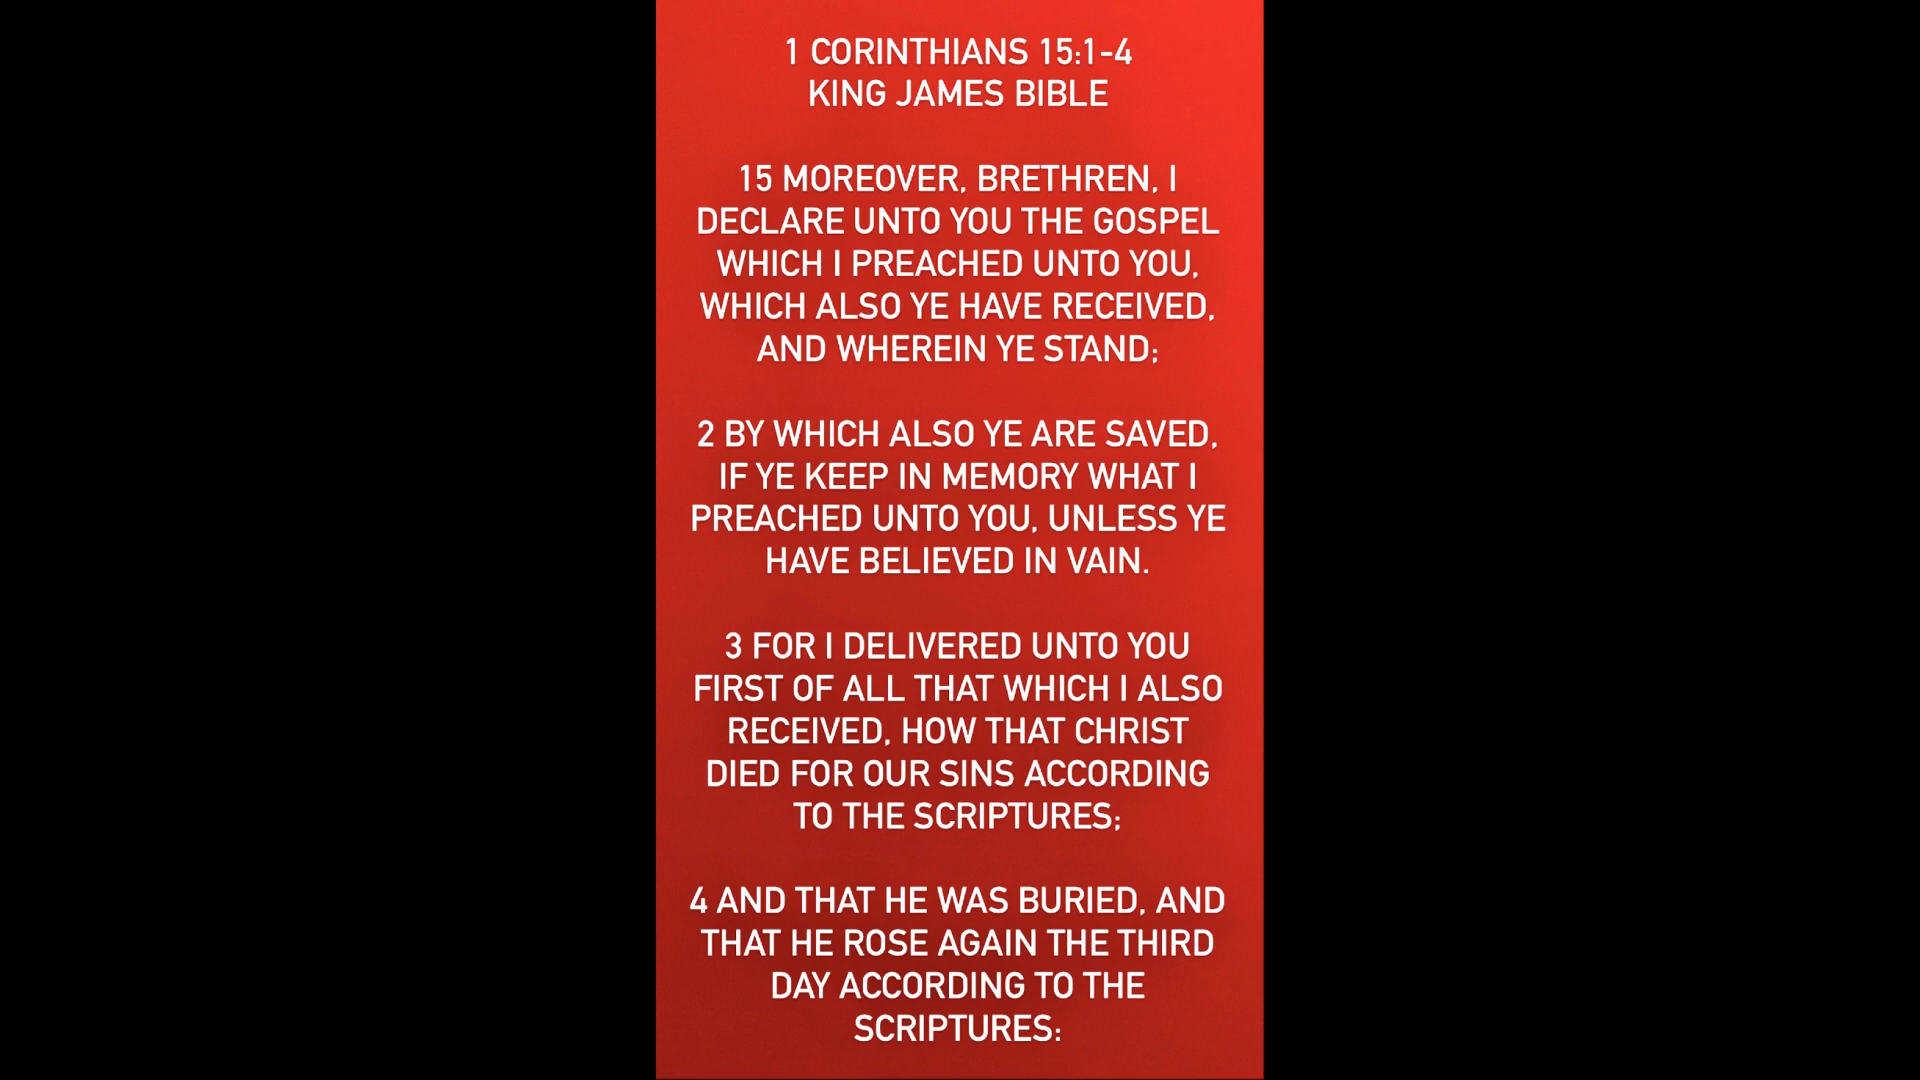 1 CORINTHIANS 15:1-4
KING JAMES BIBLE
15 MOREOVER, BRETHREN, I
DECLARE UNTO YOU THE GOSPEL
WHICH I PREACHED UNTO YOU,
WHICH ALSO YE HAVE RECEIVED,
AND WHEREIN YE STAND;
2 BY WHICH ALSO YE ARE SAVED,
IF YE KEEP IN MEMORY WHAT I
PREACHED UNTO YOU, UNLESS YE
HAVE BELIEVED IN VAIN.
3 FOR I DELIVERED UNTO YOU
FIRST OF ALL THAT WHICH I ALSO
RECEIVED, HOW THAT CHRIST
DIED FOR OUR SINS ACCORDING
TO THE SCRIPTURES;
4 AND THAT HE WAS BURIED, AND
THAT HE ROSE AGAIN THE THIRD
DAY ACCORDING TO THE
SCRIPTURES: